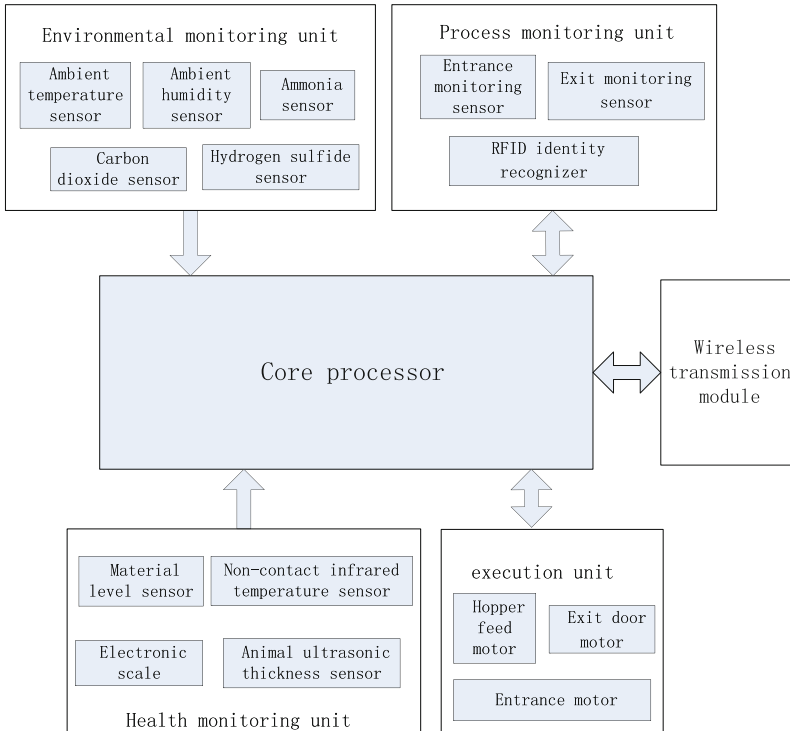 Environmental monitoring unit
Ambient
temperature
sensor
Ambient
humidity
sensor
Ammonia
sensor
Carbon
dioxide sensor
Hydrogen sulfide
sensor
Process monitoring unit
Entrance
monitoring
sensor
Exit monitoring
sensor
RFID identity
recognizer
Core processor
Wireless
transmission
module
Material
level sensor
Non-contact infrared
temperature sensor
Electronic
scale
Animal ultrasonic
thickness sensor
Health monitoring unit
execution unit
Hopper
feed
motor
Exit door
motor
Entrance motor